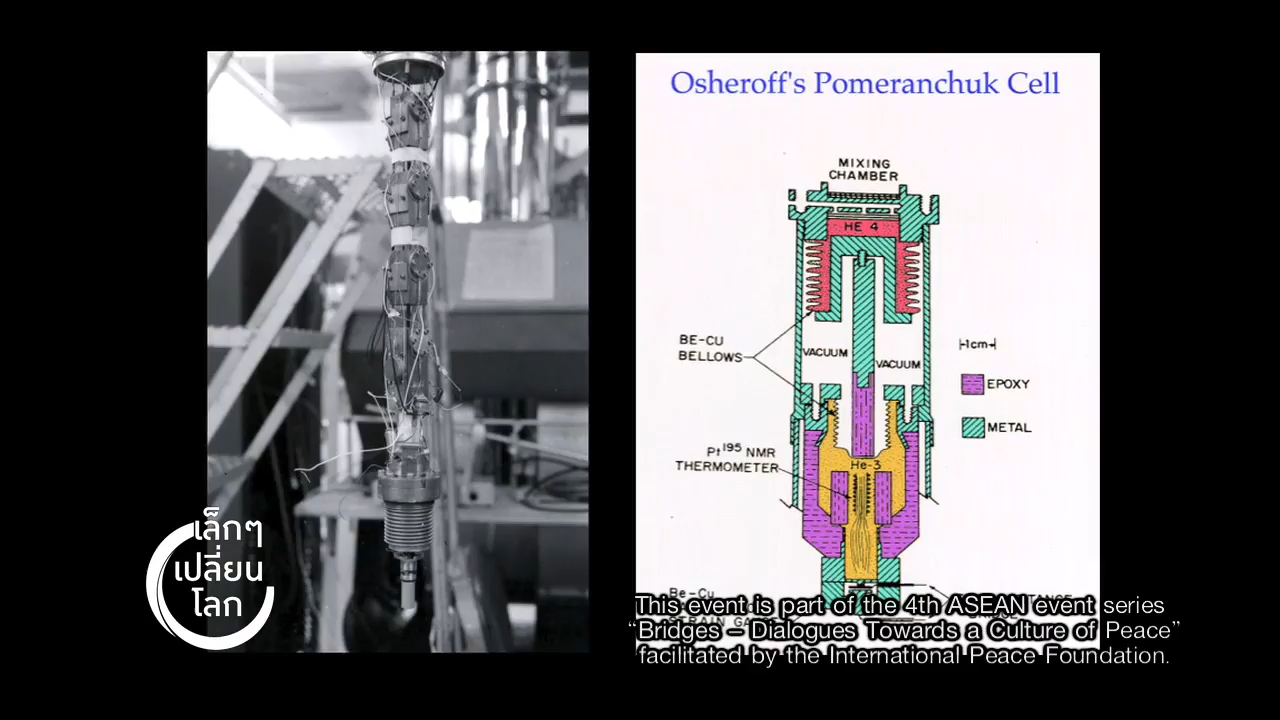 Osheroff's Pomeranchuk Cell
MIXING
CHAMBER
HE 4
BE-CU
BELLOWS
VACUUM
VACUUM
1cm
EPOXY
METAL
Pt195 NMR
THERMOMETER
He-3
Be-Cu
STRAIN
เล็กๆ
เปลี่ยน
โลก
This event is part of the 4th ASEAN event series
“Bridges – Dialogues Towards a Culture of Peace”
facilitated by the International Peace Foundation.